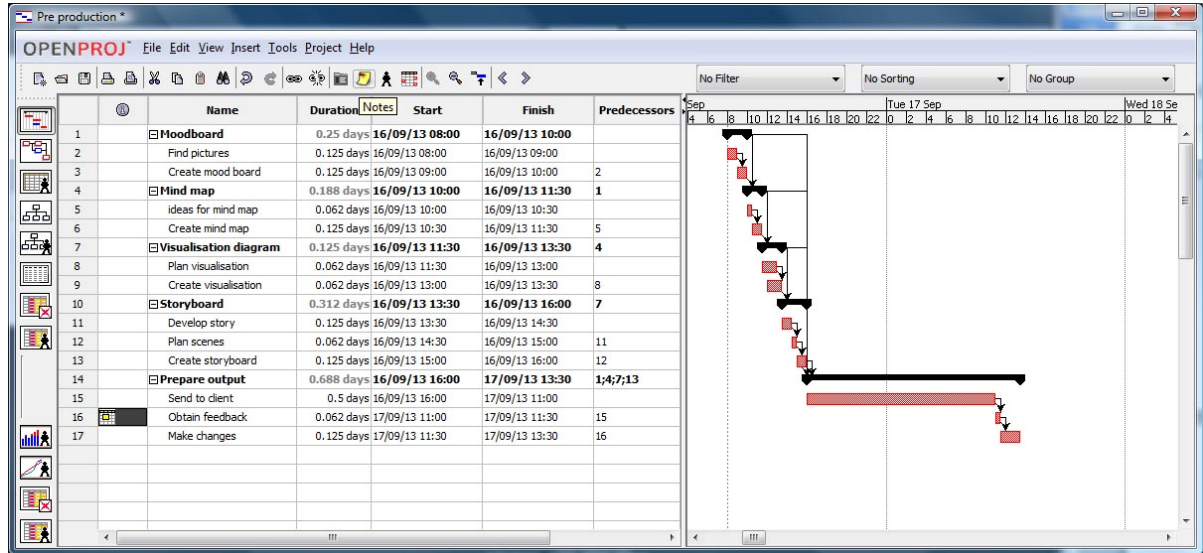 Pre production *
OPENPROJ File Edit View Insert Tools Project Help
No Filter No Sorting No Group
Name Duration Start Finish Predecessors
Notes
Sep Tue 17 Sep Wed 18 Se
4 6 8 10 12 14 16 18 20 22 0 2 4 6 8 10 12 14 16 18 20 22 0 2 4
1 Moodboard 0.25 days 16/09/13 08:00 16/09/13 10:00
2 Find pictures 0.125 days 16/09/13 08:00 16/09/13 09:00
3 Create mood board 0.125 days 16/09/13 09:00 16/09/13 10:00 2
4 Mind map 0.188 days 16/09/13 10:00 16/09/13 11:30 1
5 ideas for mind map 0.062 days 16/09/13 10:00 16/09/13 10:30
6 Create mind map 0.125 days 16/09/13 10:30 16/09/13 11:30 5
7 Visualisation diagram 0.125 days 16/09/13 11:30 16/09/13 13:30 4
8 Plan visualisation 0.062 days 16/09/13 11:30 16/09/13 13:00
9 Create visualisation 0.062 days 16/09/13 13:00 16/09/13 13:30 8
10 Storyboard 0.312 days 16/09/13 13:30 16/09/13 16:00 7
11 Develop story 0.125 days 16/09/13 13:30 16/09/13 14:30
12 Plan scenes 0.062 days 16/09/13 14:30 16/09/13 15:00 11
13 Create storyboard 0.125 days 16/09/13 15:00 16/09/13 16:00 12
14 Prepare output 0.688 days 16/09/13 16:00 17/09/13 13:30 1;4;7;13
15 Send to client 0.5 days 16/09/13 16:00 17/09/13 11:00
16 Obtain feedback 0.062 days 17/09/13 11:00 17/09/13 11:30 15
17 Make changes 0.125 days 17/09/13 11:30 17/09/13 13:30 16